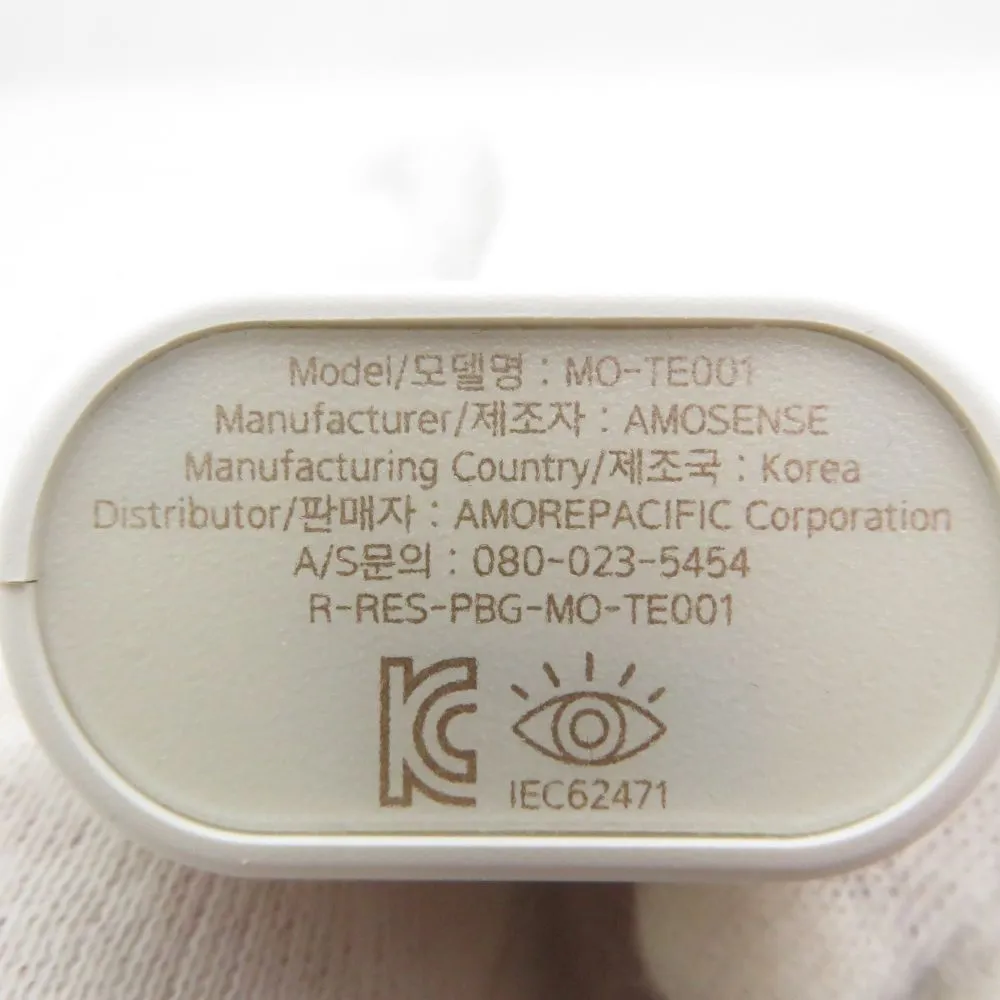 Model/모델명 : MO-TE001
Manufacturer/제조자 : AMOSENSE
Manufacturing Country/제조국 : Korea
Distributor/판매자 : AMOREPACIFIC Corporation
A/S문의 : 080-023-5454
R-RES-PBG-MO-TE001
KC
IEC62471